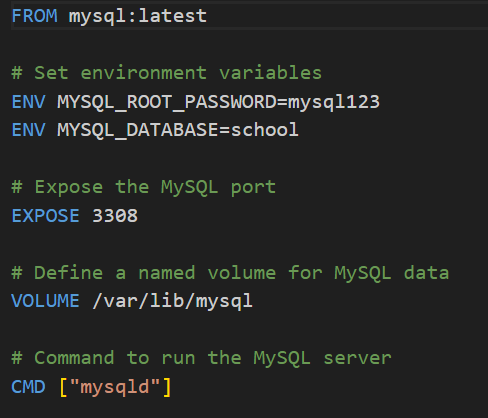 FROM mysql:latest
# Set environment variables
ENV MYSQL_ROOT_PASSWORD=mysql123
ENV MYSQL_DATABASE=school
# Expose the MySQL port
EXPOSE 3308
# Define a named volume for MySQL data
VOLUME /var/lib/mysql
# Command to run the MySQL server
CMD ["mysqld"]